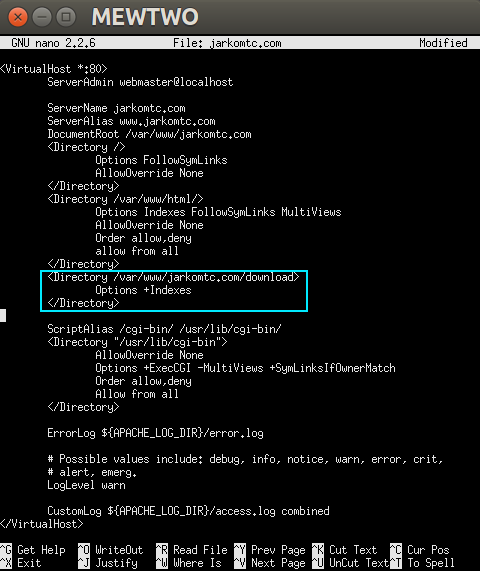 MEWTWO
GNU nano 2.2.6 File: jarkomtc.com Modified
<VirtualHost *:80>
ServerAdmin webmaster@localhost
ServerName jarkomtc.com
ServerAlias www.jarkomtc.com
DocumentRoot /var/www/jarkomtc.com
<Directory />
Options FollowSymLinks
AllowOverride None
</Directory>
<Directory /var/www/html/>
Options Indexes FollowSymLinks MultiViews
AllowOverride None
Order allow,deny
allow from all
</Directory>
<Directory /var/www/jarkomtc.com/download>
Options +Indexes
</Directory>
ScriptAlias /cgi-bin/ /usr/lib/cgi-bin/
<Directory "/usr/lib/cgi-bin">
AllowOverride None
Options +ExecCGI -MultiViews +SymLinksIfOwnerMatch
Order allow,deny
Allow from all
</Directory>
ErrorLog ${APACHE_LOG_DIR}/error.log
# Possible values include: debug, info, notice, warn, error, crit,
# alert, emerg.
LogLevel warn
CustomLog ${APACHE_LOG_DIR}/access.log combined
</VirtualHost>
^G Get Help ^O WriteOut ^R Read File ^Y Prev Page ^K Cut Text ^C Cur Pos
^X Exit ^J Justify ^W Where Is ^V Next Page ^U UnCut Text ^T To Spell